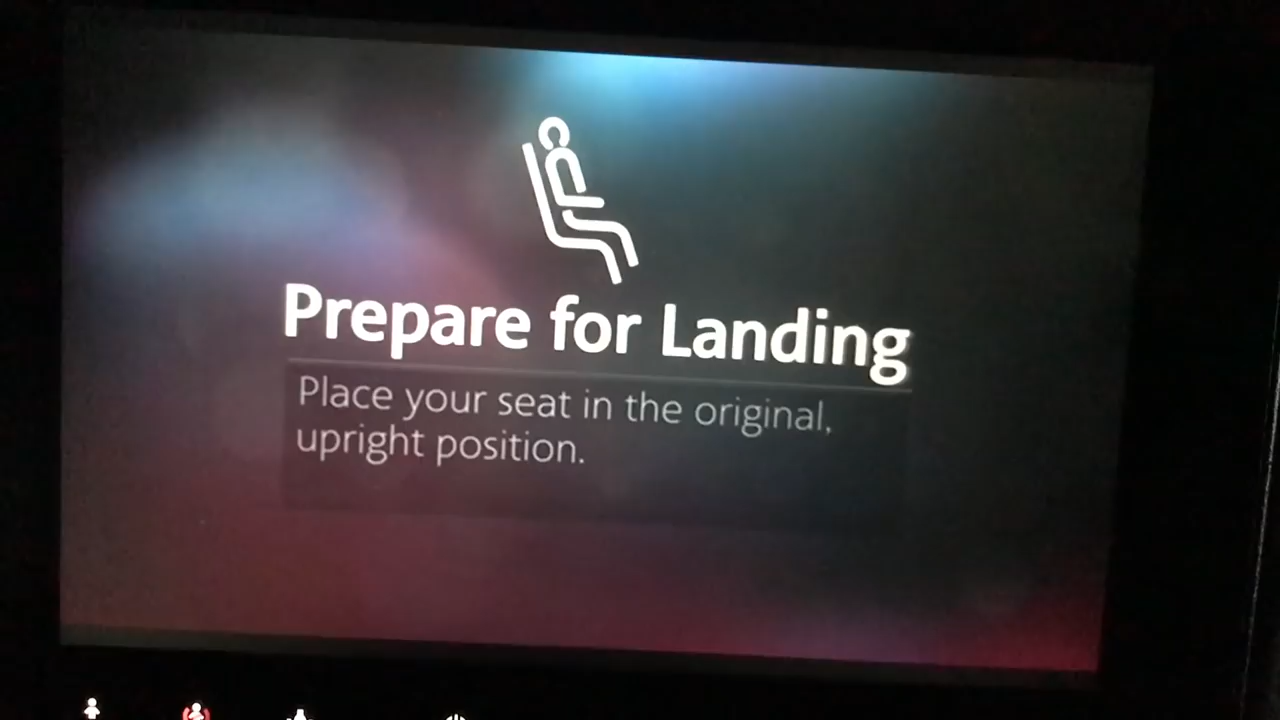 Prepare for Landing
Place your seat in the original,
upright position.